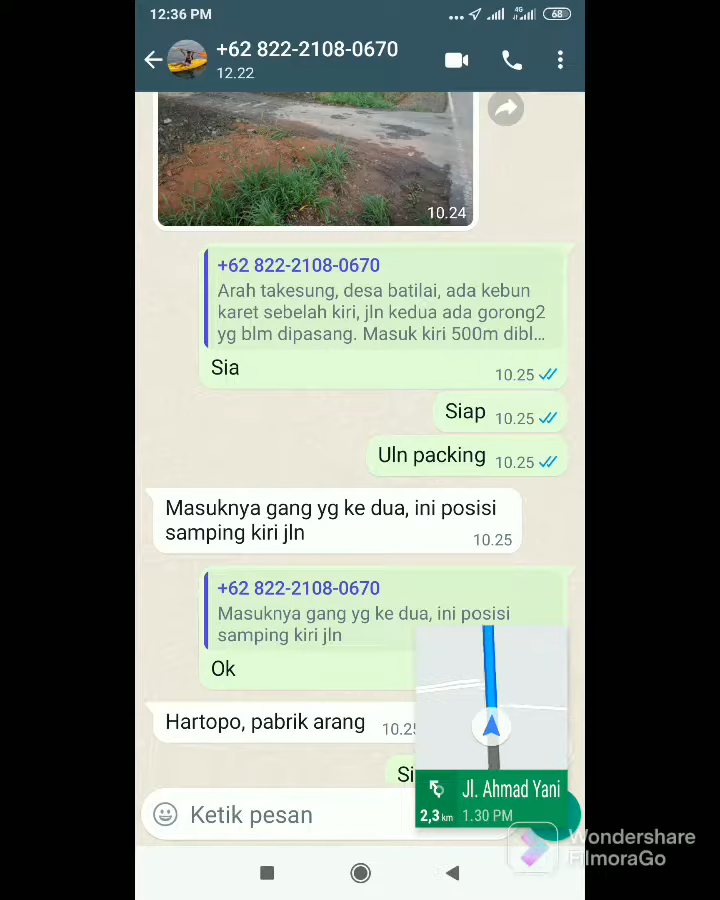 12:36 PM
4G
68
+62 822-2108-0670
12.22
10.24
+62 822-2108-0670
Arah takesung, desa batilai, ada kebun
karet sebelah kiri, jln kedua ada gorong2
yg blm dipasang. Masuk kiri 500m dibl...
Sia
10.25
Siap
10.25
Uln packing
10.25
Masuknya gang yg ke dua, ini posisi
samping kiri jln
10.25
+62 822-2108-0670
Masuknya gang yg ke dua, ini posisi
samping kiri jln
Ok
Hartopo, pabrik arang
10.25
Si
Jl. Ahmad Yani
2,3 km 1.30 PM
Ketik pesan
Wondershare
FilmoraGo